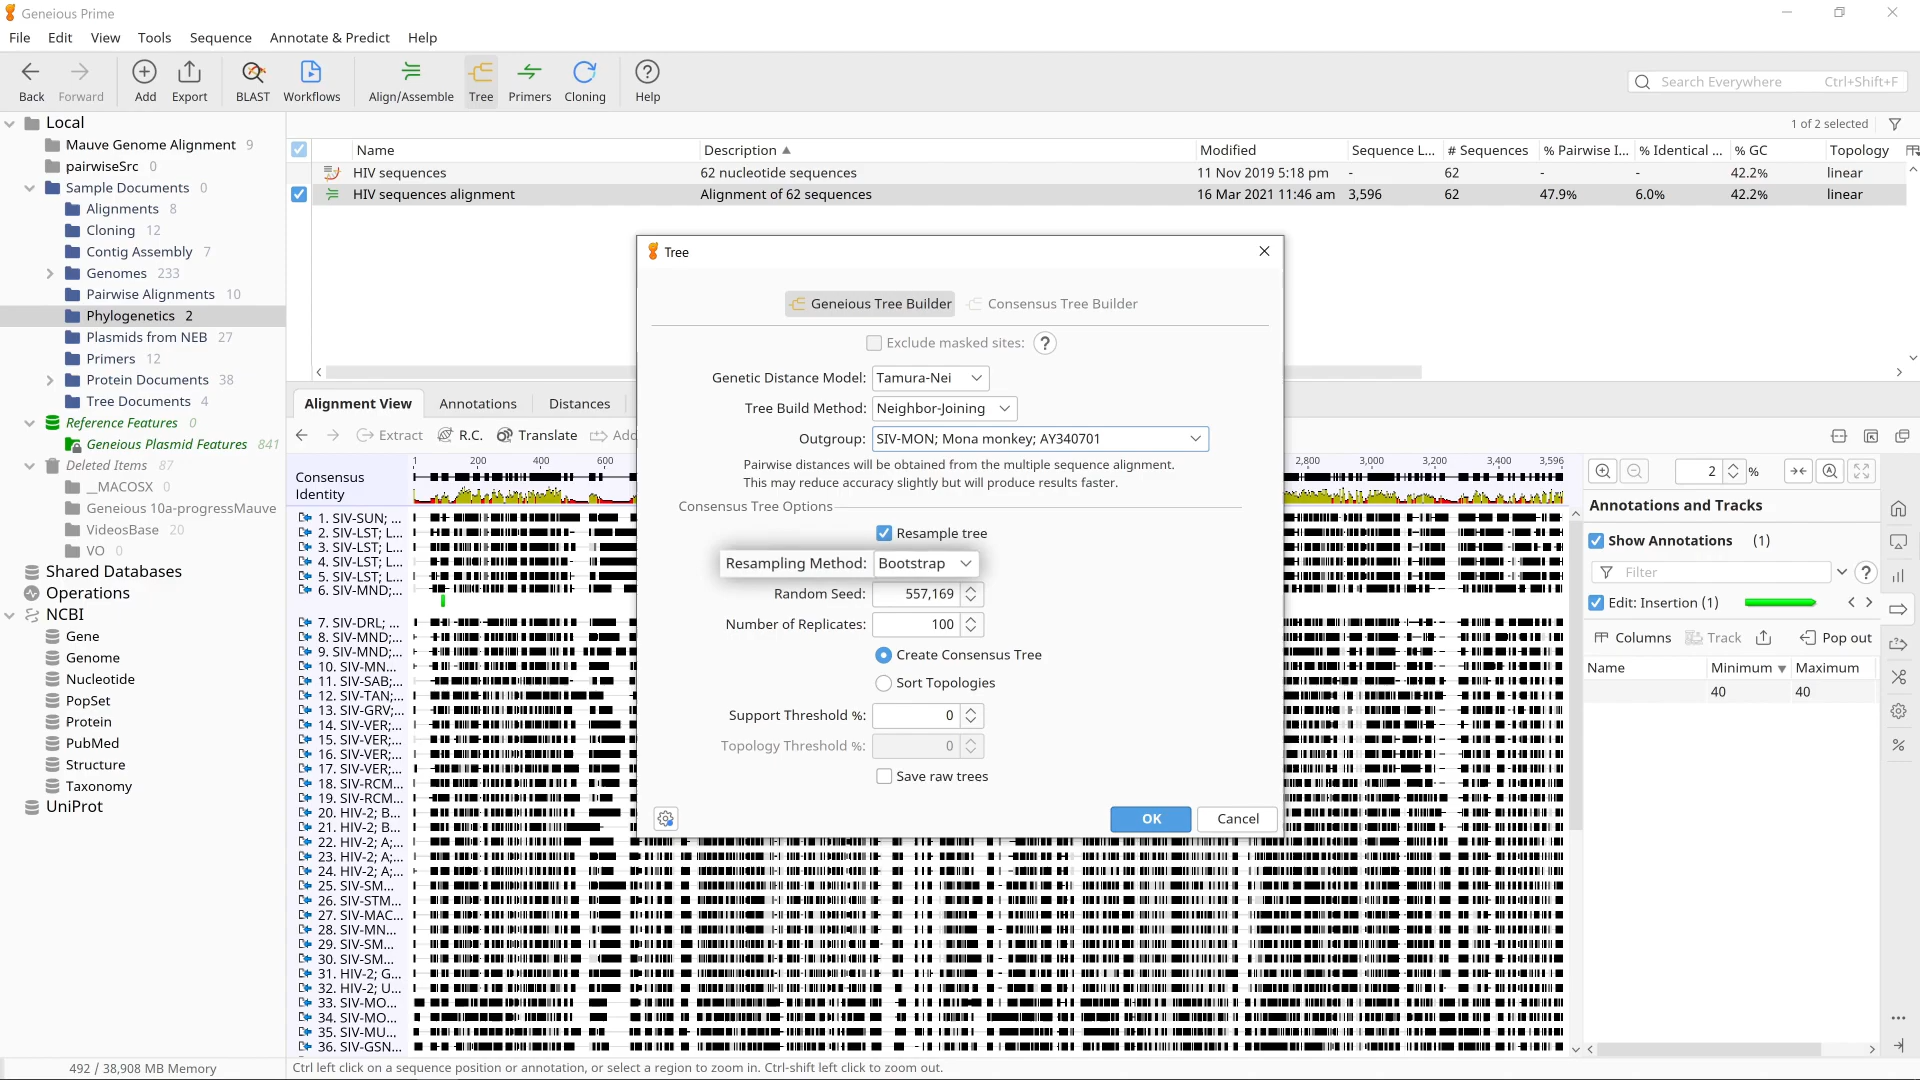 Geneious Prime
File Edit View Tools Sequence Annotate & Predict Help
Back Forward Add Export BLAST Workflows Align/Assemble Tree Primers Cloning Help
Search Everywhere Ctrl+Shift+F
Local
Mauve Genome Alignment 9
pairwiseSrc 0
Sample Documents 0
Alignments 8
Cloning 12
Contig Assembly 7
Genomes 233
Pairwise Alignments 10
Phylogenetics 2
Plasmids from NEB 27
Primers 12
Protein Documents 38
Tree Documents 4
Reference Features 0
Geneious Plasmid Features 841
Deleted Items 87
__MACOSX 0
Geneious 10a-progressMauve
VideosBase 20
VO 0
Shared Databases
Operations
NCBI
Gene
Genome
Nucleotide
PopSet
Protein
PubMed
Structure
Taxonomy
UniProt
492 / 38,908 MB Memory
1 of 2 selected
Name Description Modified Sequence L... # Sequences % Pairwise I... % Identical ... % GC Topology
HIV sequences 62 nucleotide sequences 11 Nov 2019 5:18 pm - 62 - - 42.2% linear
HIV sequences alignment Alignment of 62 sequences 16 Mar 2021 11:46 am 3,596 62 47.9% 6.0% 42.2% linear
Alignment View Annotations Distances
Extract R.C. Translate Add
1 200 400 600 2,800 3,000 3,200 3,400 3,596
Consensus
Identity
1. SIV-SUN; ...
2. SIV-LST; L...
3. SIV-LST; L...
4. SIV-LST; L...
5. SIV-LST; L...
6. SIV-MND;...
7. SIV-DRL; ...
8. SIV-MND;...
9. SIV-MND;...
10. SIV-MN...
11. SIV-SAB;...
12. SIV-TAN;...
13. SIV-GRV;...
14. SIV-VER;...
15. SIV-VER;...
16. SIV-VER;...
17. SIV-VER;...
18. SIV-RCM...
19. SIV-RCM...
20. HIV-2; B...
21. HIV-2; B...
22. HIV-2; A;...
23. HIV-2; A;...
24. HIV-2; A;...
25. SIV-SM...
26. SIV-STM...
27. SIV-MAC...
28. SIV-MN...
29. SIV-SM...
30. SIV-SM...
31. HIV-2; G...
32. HIV-2; U...
33. SIV-MO...
34. SIV-MO...
35. SIV-MU...
36. SIV-GSN...
Tree
Geneious Tree Builder Consensus Tree Builder
Exclude masked sites: ?
Genetic Distance Model: Tamura-Nei
Tree Build Method: Neighbor-Joining
Outgroup: SIV-MON; Mona monkey; AY340701
Pairwise distances will be obtained from the multiple sequence alignment.
This may reduce accuracy slightly but will produce results faster.
Consensus Tree Options
Resample tree
Resampling Method: Bootstrap
Random Seed: 557,169
Number of Replicates: 100
Create Consensus Tree
Sort Topologies
Support Threshold %: 0
Topology Threshold %: 0
Save raw trees
OK Cancel
2 %
Annotations and Tracks
Show Annotations (1)
Filter ?
Edit: Insertion (1)
Columns Track Pop out
Name Minimum Maximum
40 40
Ctrl left click on a sequence position or annotation, or select a region to zoom in. Ctrl-shift left click to zoom out.